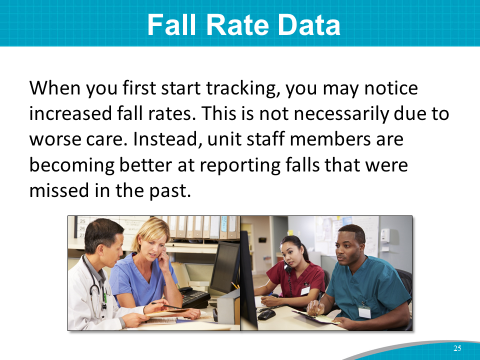 Fall Rate Data
When you first start tracking, you may notice
increased fall rates. This is not necessarily due to
worse care. Instead, unit staff members are
becoming better at reporting falls that were
missed in the past.
25